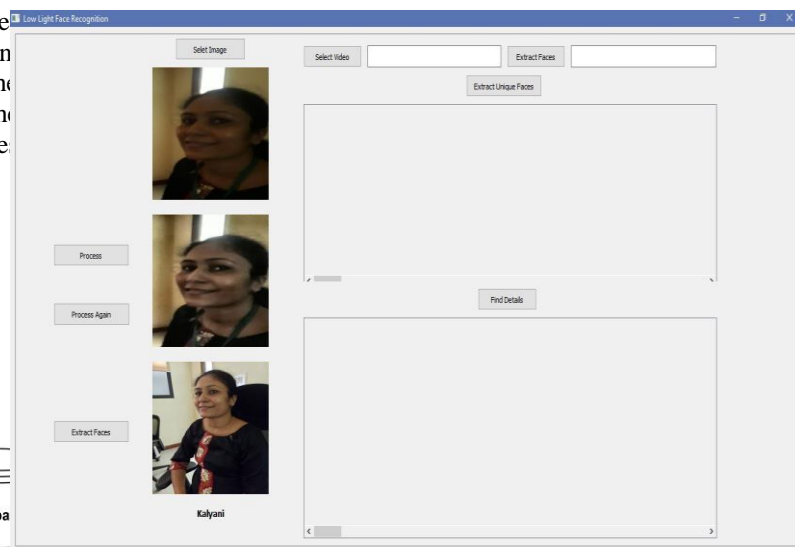 Low Light Face Recognition
Selet Image
Select Video
Extract Faces
Extract Unique Faces
Process
Find Details
Process Again
Extract Faces
Kalyani